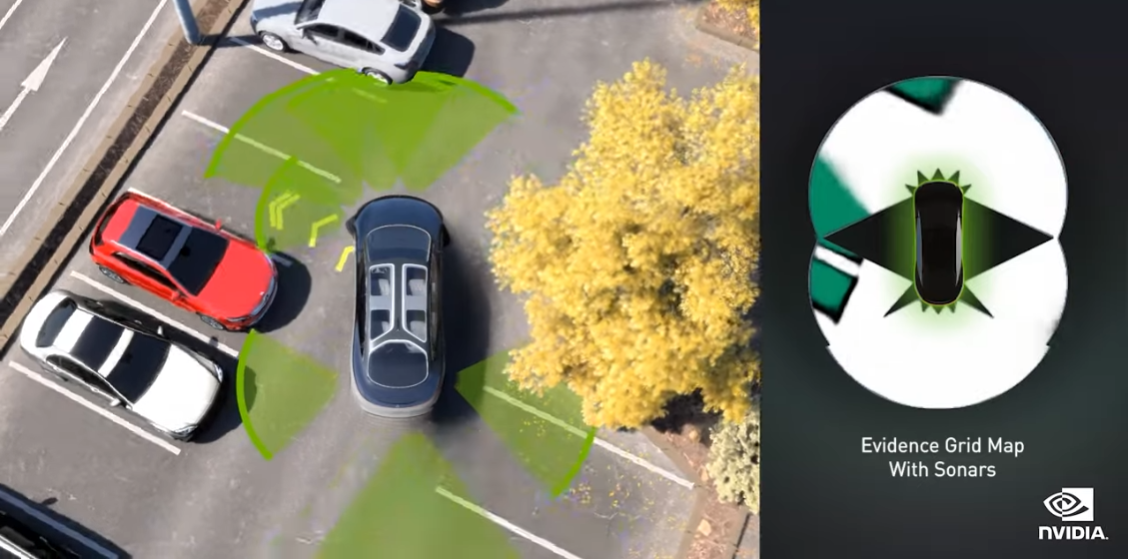 Evidence Grid Map
With Sonars
NVIDIA.